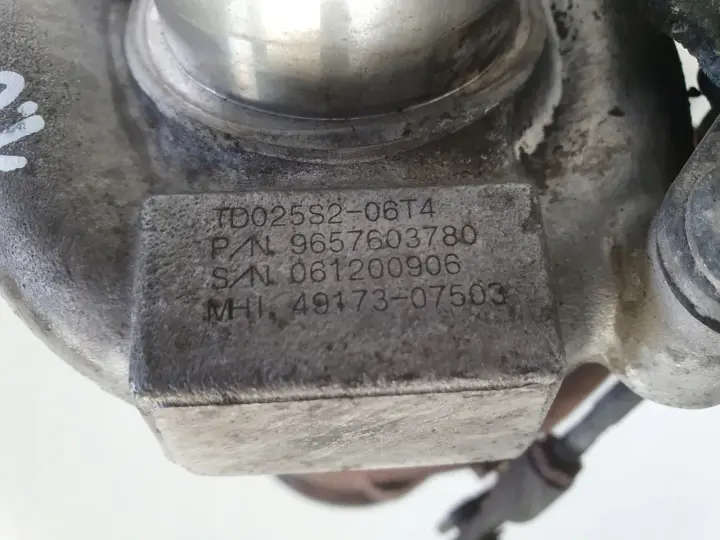 TD025S2-06T4
P/N. 9657603780
S/N. 061200906
MHI. 49173-07503